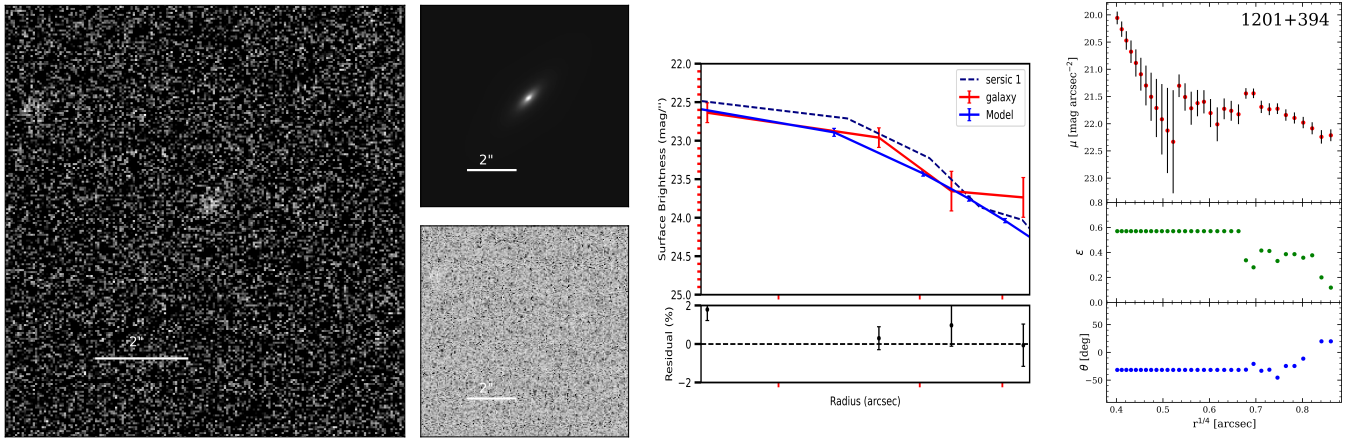 2"
2"
2"
22.0
22.5
23.0
23.5
24.0
24.5
25.0
Surface Brightness (mag/")
sersic 1
galaxy
Model
2
0
−2
Residual (%)
Radius (arcsec)
1201+394
20.0
20.5
21.0
21.5
22.0
22.5
23.0
μ [mag arcsec⁻²]
0.8
0.6
0.4
0.2
0.0
ε
50
0
−50
θ [deg]
0.4 0.5 0.6 0.7 0.8
r^1/4 [arcsec]